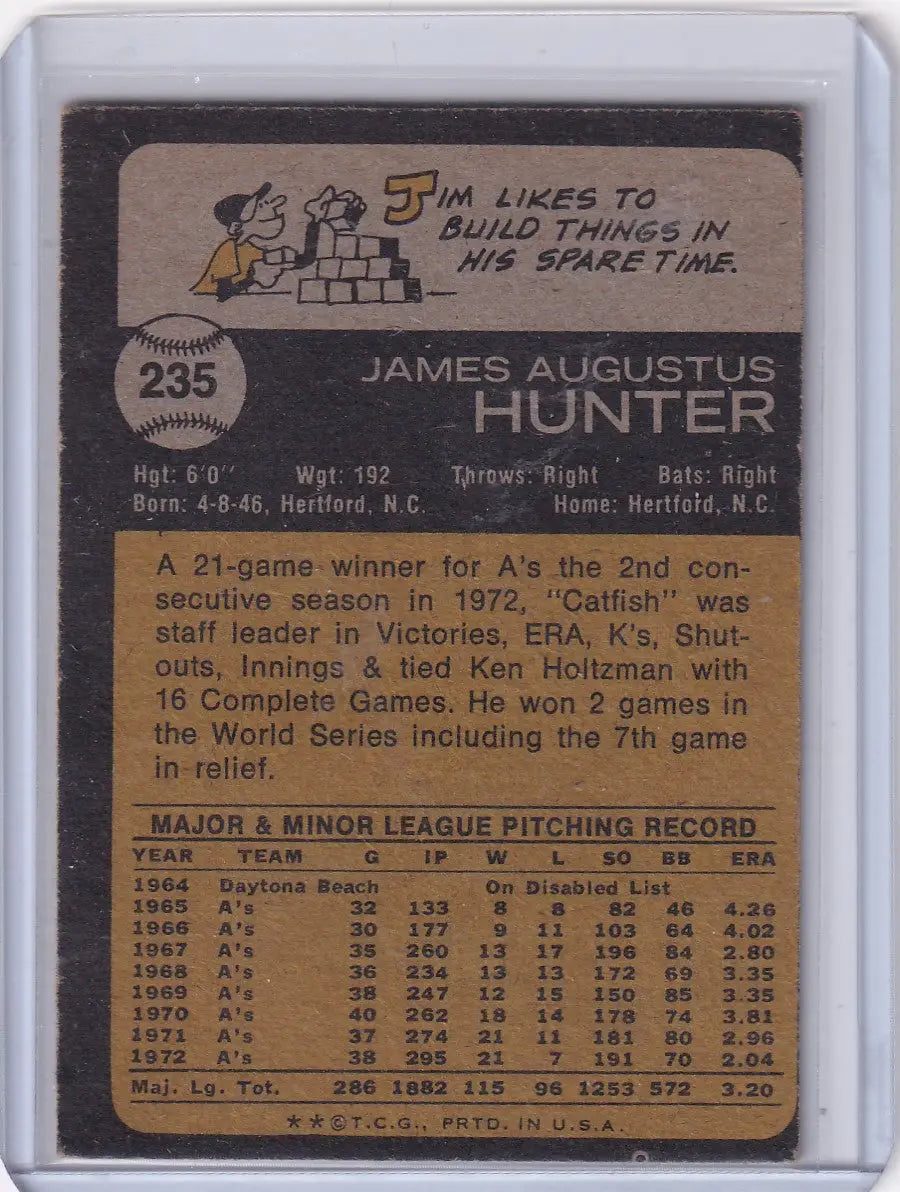 JIM LIKES TO
BUILD THINGS IN
HIS SPARE TIME.
235
JAMES AUGUSTUS
HUNTER
Hgt: 6'0'' Wgt: 192 Throws: Right Bats: Right
Born: 4-8-46, Hertford, N.C. Home: Hertford, N.C.
A 21-game winner for A's the 2nd con-
secutive season in 1972, "Catfish" was
staff leader in Victories, ERA, K's, Shut-
outs, Innings & tied Ken Holtzman with
16 Complete Games. He won 2 games in
the World Series including the 7th game
in relief.
MAJOR & MINOR LEAGUE PITCHING RECORD
YEAR TEAM G IP W L SO BB ERA
1964 Daytona Beach On Disabled List
1965 A's 32 133 8 8 82 46 4.26
1966 A's 30 177 9 11 103 64 4.02
1967 A's 35 260 13 17 196 84 2.80
1968 A's 36 234 13 13 172 69 3.35
1969 A's 38 247 12 15 150 85 3.35
1970 A's 40 262 18 14 178 74 3.81
1971 A's 37 274 21 11 181 80 2.96
1972 A's 38 295 21 7 191 70 2.04
Maj. Lg. Tot. 286 1882 115 96 1253 572 3.20
**©T.C.G., PRTD. IN U.S.A.